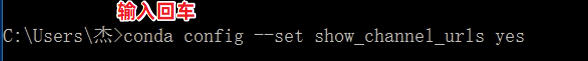 输入回车
C:\Users\杰>conda config --set show_channel_urls yes